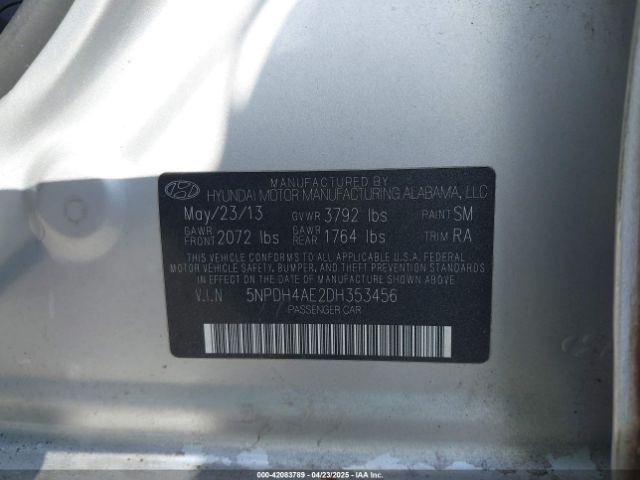 MANUFACTURED BY
HYUNDAI MOTOR MANUFACTURING ALABAMA, LLC
May/23/13 GVWR 3792 lbs PAINT SM
GAWR FRONT 2072 lbs GAWR REAR 1764 lbs TRIM RA
THIS VEHICLE CONFORMS TO ALL APPLICABLE U.S.A. FEDERAL
MOTOR VEHICLE SAFETY, BUMPER, AND THEFT PREVENTION
STANDARDS IN EFFECT ON THE DATE OF MANUFACTURE SHOWN ABOVE.
V.I.N 5NPDH4AE2DH353456
PASSENGER CAR
000-42083789 - 04/23/2025 - IAAI.COM